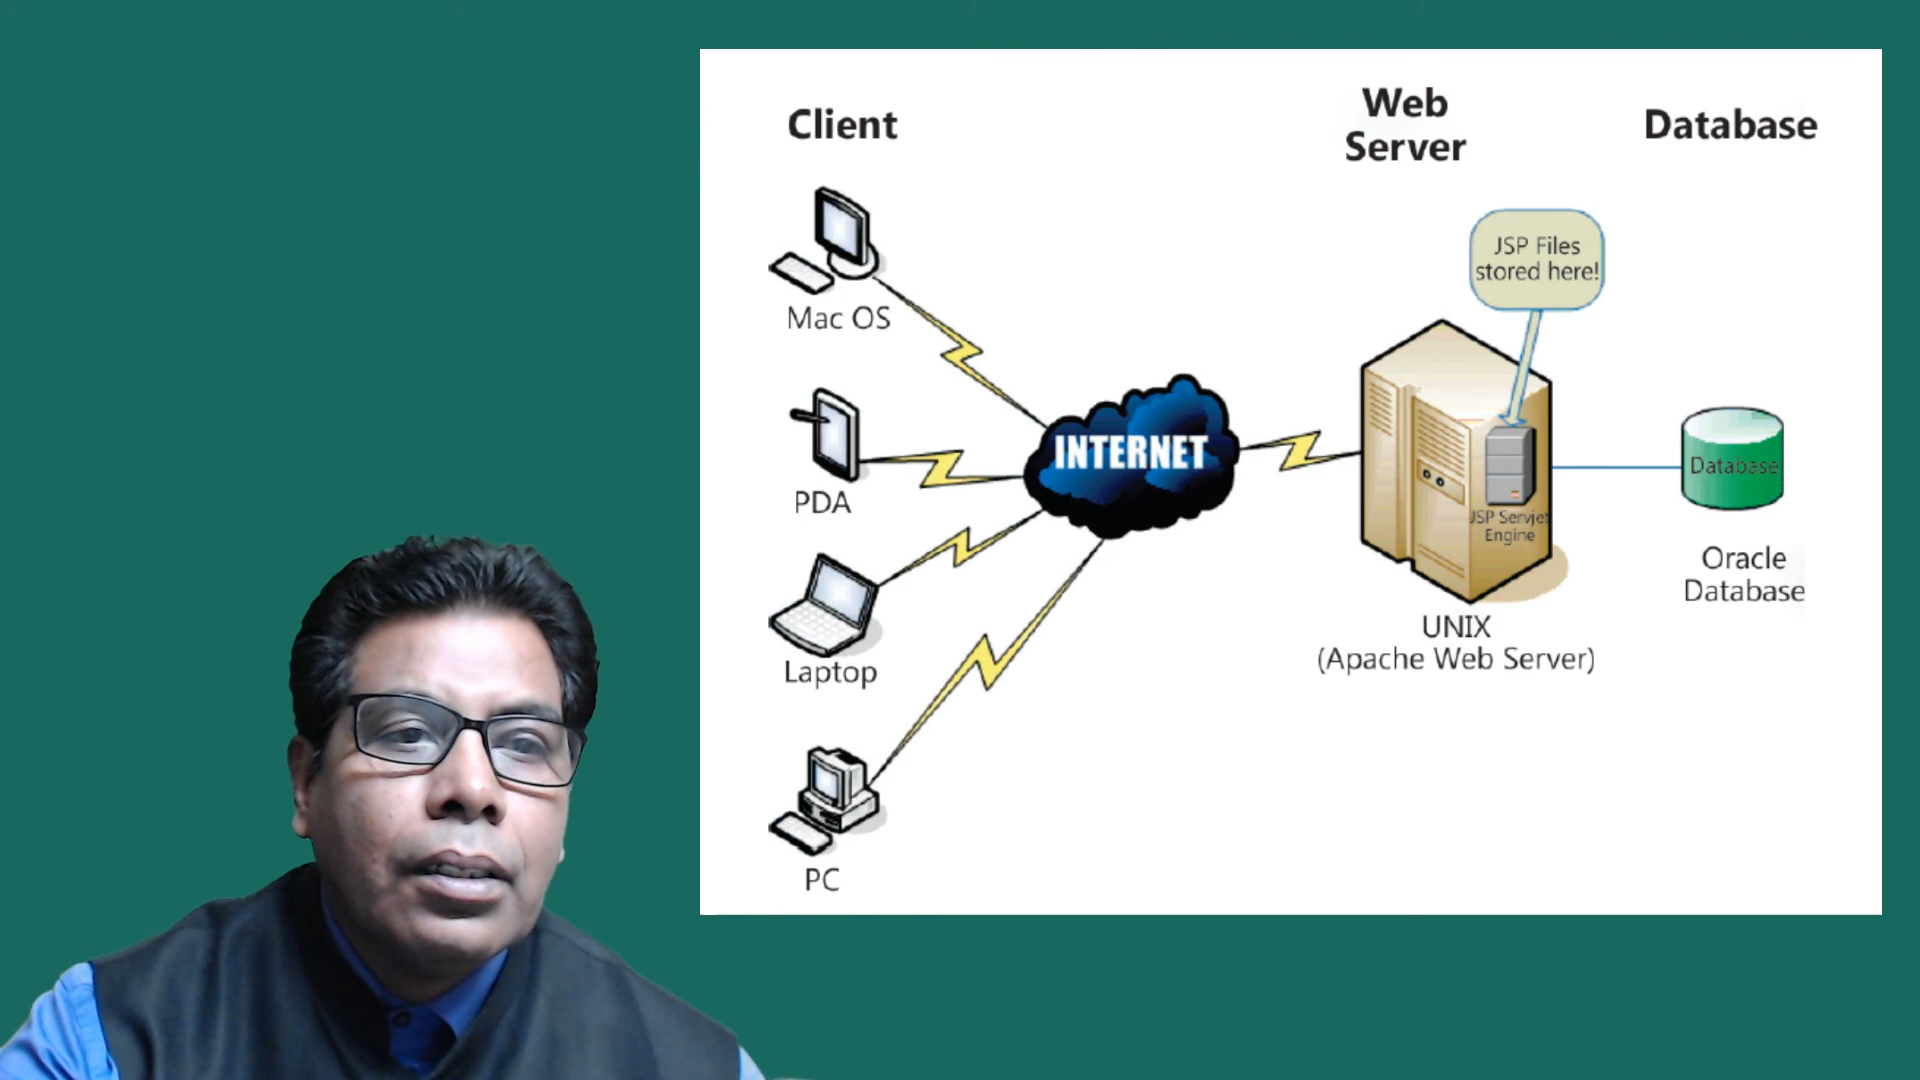 Client
Web
Server
Database
JSP Files
stored here!
Mac OS
INTERNET
PDA
Database
JSP Servlet
Engine
Oracle
Database
UNIX
(Apache Web Server)
Laptop
PC